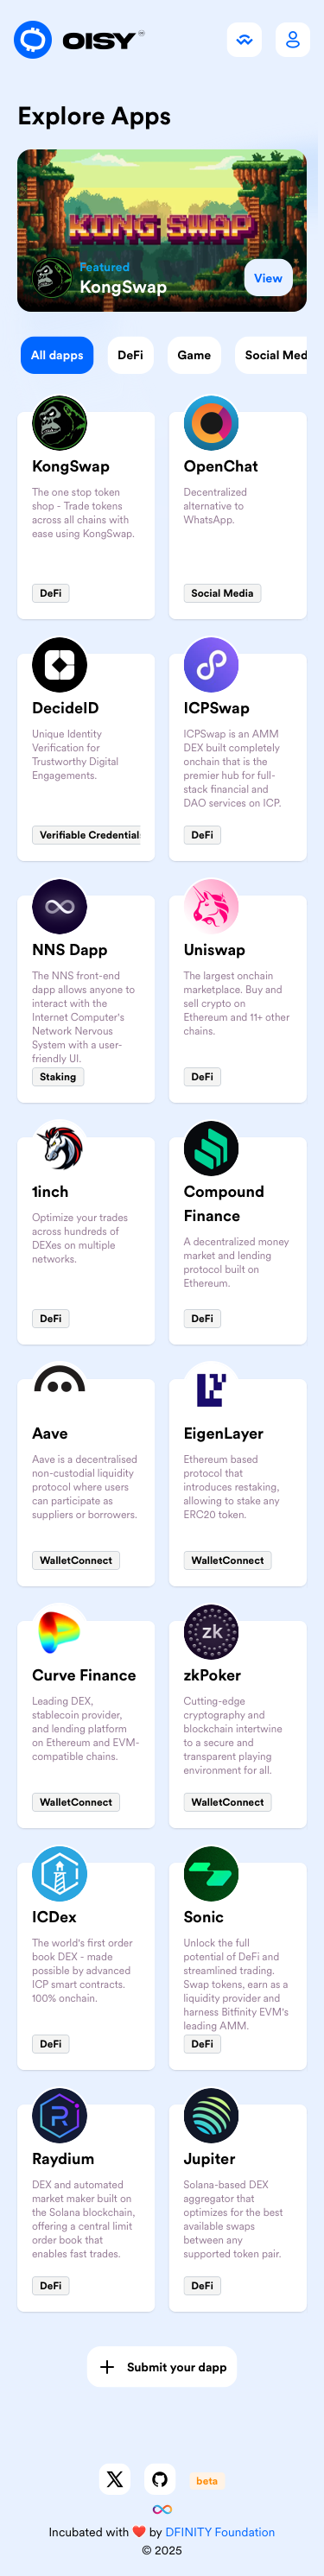 OISY
Explore Apps
KONG SWAP
Featured
KongSwap
View
All dapps
DeFi
Game
Social Med
KongSwap
The one stop token
shop - Trade tokens
across all chains with
ease using KongSwap.
DeFi
OpenChat
Decentralized
alternative to
WhatsApp.
Social Media
DecideID
Unique Identity
Verification for
Trustworthy Digital
Engagements.
Verifiable Credentials
ICPSwap
ICPSwap is an AMM
DEX built completely
onchain that is the
premier hub for full-
stack financial and
DAO services on ICP.
DeFi
NNS Dapp
The NNS front-end
dapp allows anyone to
interact with the
Internet Computer's
Network Nervous
System with a user-
friendly UI.
Staking
Uniswap
The largest onchain
marketplace. Buy and
sell crypto on
Ethereum and 11+ other
chains.
DeFi
1inch
Optimize your trades
across hundreds of
DEXes on multiple
networks.
DeFi
Compound
Finance
A decentralized money
market and lending
protocol built on
Ethereum.
DeFi
Aave
Aave is a decentralised
non-custodial liquidity
protocol where users
can participate as
suppliers or borrowers.
WalletConnect
EigenLayer
Ethereum based
protocol that
introduces restaking,
allowing to stake any
ERC20 token.
WalletConnect
Curve Finance
Leading DEX,
stablecoin provider,
and lending platform
on Ethereum and EVM-
compatible chains.
WalletConnect
zk
zkPoker
Cutting-edge
cryptography and
blockchain intertwine
to a secure and
transparent playing
environment for all.
WalletConnect
ICDex
The world's first order
book DEX - made
possible by advanced
ICP smart contracts.
100% onchain.
DeFi
Sonic
Unlock the full
potential of DeFi and
streamlined trading.
Swap tokens, earn as a
liquidity provider and
harness Bitfinity EVM's
leading AMM.
DeFi
Raydium
DEX and automated
market maker built on
the Solana blockchain,
offering a central limit
order book that
enables fast trades.
DeFi
Jupiter
Solana-based DEX
aggregator that
optimizes for the best
available swaps
between any
supported token pair.
DeFi
Submit your dapp
beta
Incubated with ❤️ by DFINITY Foundation
© 2025